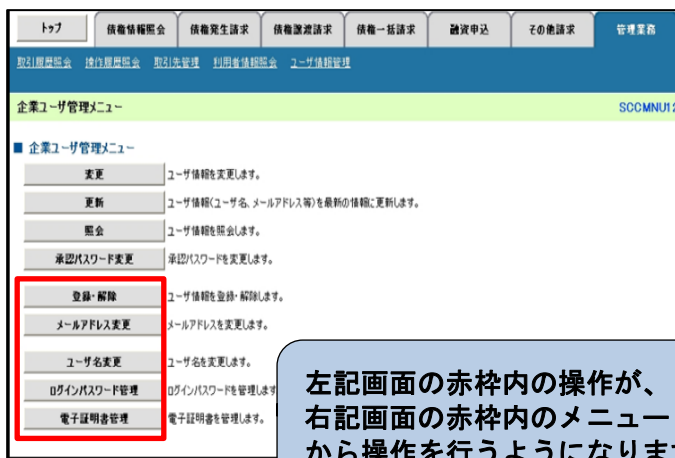 トップ 債権情報照会 債権発生請求 債権譲渡請求 債権一括請求 融資申込 その他請求 管理業務
取引履歴照会 操作履歴照会 取引先管理 利用者情報照会 ユーザ情報管理
企業ユーザ管理メニュー SCCMNU12
■ 企業ユーザ管理メニュー
変更 ユーザ情報を変更します。
更新 ユーザ情報(ユーザ名、メールアドレス等)を最新の情報に更新します。
照会 ユーザ情報を照会します。
承認パスワード変更 承認パスワードを変更します。
登録・解除 ユーザ情報を登録・解除します。
メールアドレス変更 メールアドレスを変更します。
ユーザ名変更 ユーザ名を変更します。
ログインパスワード管理 ログインパスワードを管理します
電子証明書管理 電子証明書を管理します。
左記画面の赤枠内の操作が、
右記画面の赤枠内のメニュー
から操作を行うようになります